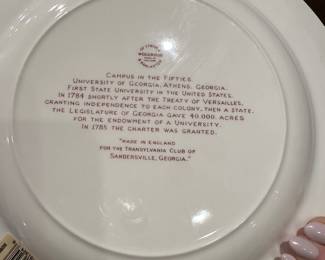 WEDGWOOD
CAMPUS IN THE FIFTIES.
UNIVERSITY OF GEORGIA, ATHENS, GEORGIA.
FIRST STATE UNIVERSITY IN THE UNITED STATES.
IN 1784 SHORTLY AFTER THE TREATY OF VERSAILLES,
GRANTING INDEPENDENCE TO EACH COLONY, THEN A STATE,
THE LEGISLATURE OF GEORGIA GAVE 40,000 ACRES
FOR THE ENDOWMENT OF A UNIVERSITY.
IN 1785 THE CHARTER WAS GRANTED.
"MADE IN ENGLAND
FOR THE TRANSYLVANIA CLUB OF
SANDERSVILLE, GEORGIA."